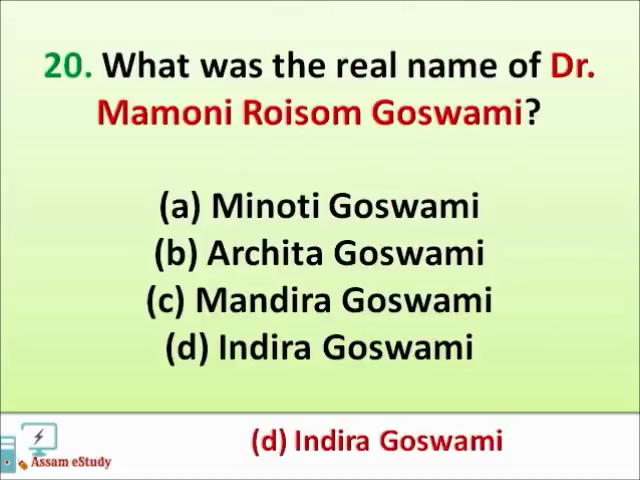 20. What was the real name of Dr.
Mamoni Roisom Goswami?
(a) Minoti Goswami
(b) Archita Goswami
(c) Mandira Goswami
(d) Indira Goswami
(d) Indira Goswami
Assam eStudy